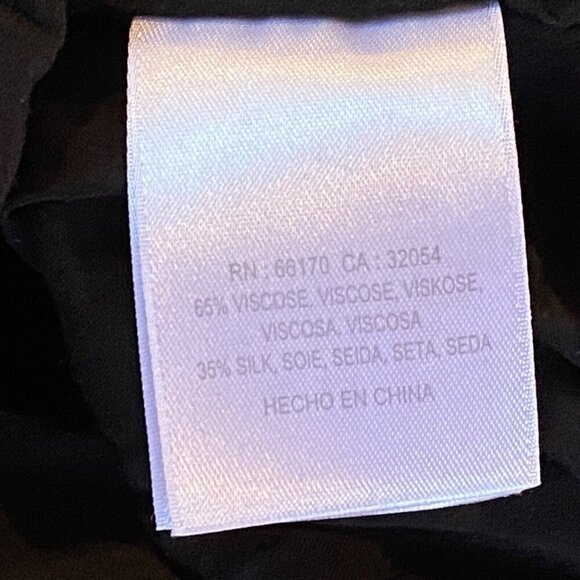 RN : 66170 CA : 32054
65% VISCOSE, VISCOSE, VISKOSE,
VISCOSA, VISCOSA
35% SILK, SOIE, SEIDA, SETA, SEDA
HECHO EN CHINA